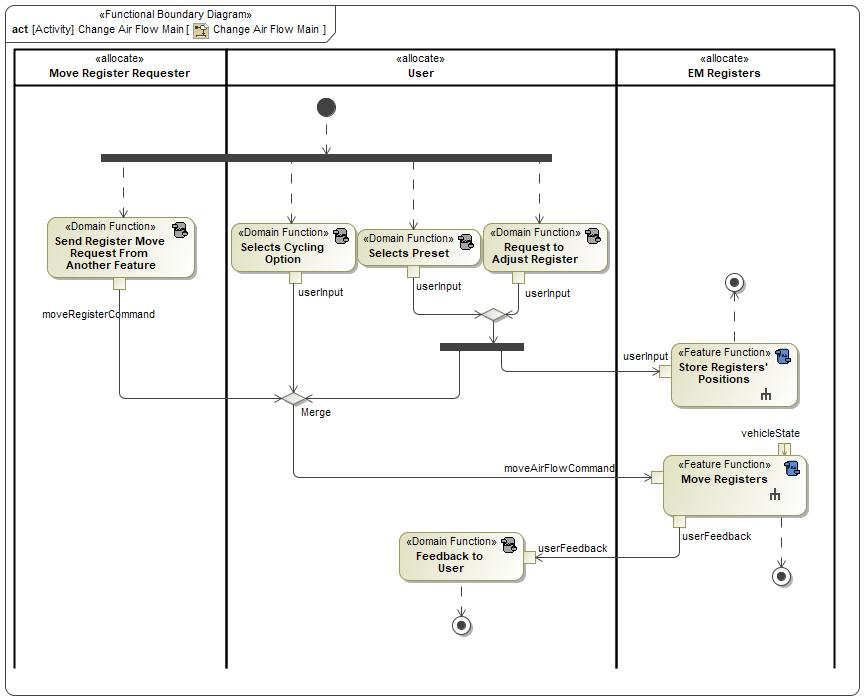 «Functional Boundary Diagram»
act [Activity] Change Air Flow Main [ Change Air Flow Main ]
«allocate»
Move Register Requester
«allocate»
User
«allocate»
EM Registers
«Domain Function»
Send Register Move
Request From
Another Feature
«Domain Function»
Selects Cycling
Option
«Domain Function»
Selects Preset
«Domain Function»
Request to
Adjust Register
userInput
userInput
userInput
moveRegisterCommand
userInput
«Feature Function»
Store Registers'
Positions
Merge
vehicleState
moveAirFlowCommand
«Feature Function»
Move Registers
userFeedback
«Domain Function»
Feedback to
User
userFeedback